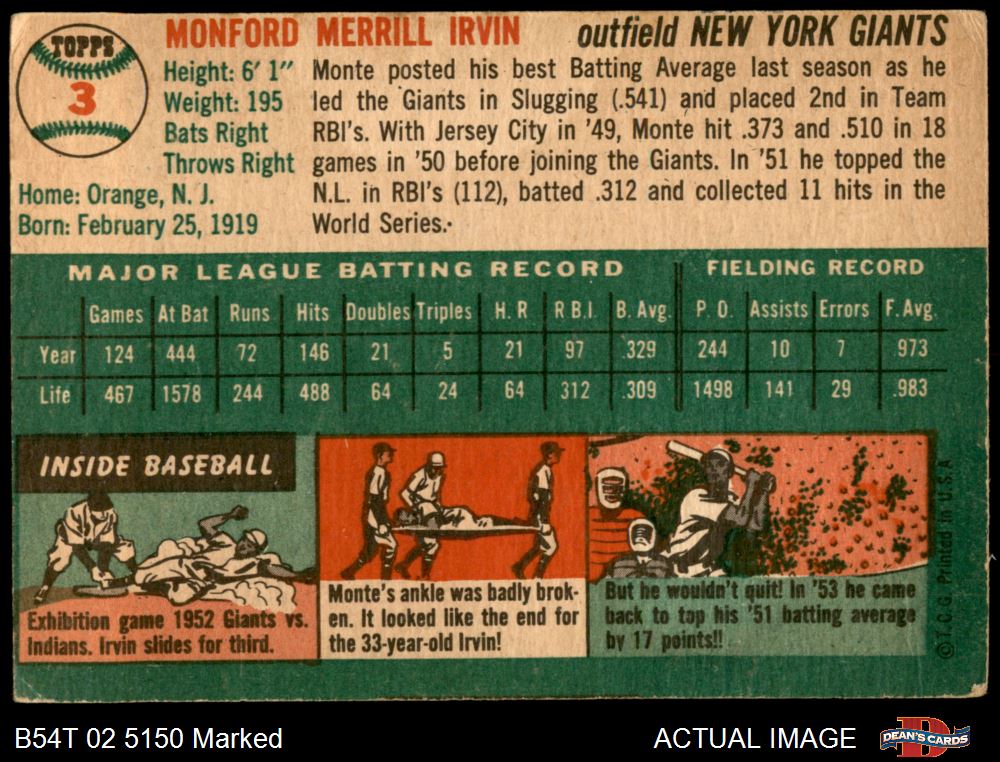 TOPPS
3
MONFORD MERRILL IRVIN
outfield NEW YORK GIANTS
Height: 6' 1"
Weight: 195
Bats Right
Throws Right
Home: Orange, N. J.
Born: February 25, 1919
Monte posted his best Batting Average last season as he
led the Giants in Slugging (.541) and placed 2nd in Team
RBI's. With Jersey City in '49, Monte hit .373 and .510 in 18
games in '50 before joining the Giants. In '51 he topped the
N.L. in RBI's (112), batted .312 and collected 11 hits in the
World Series.
MAJOR LEAGUE BATTING RECORD FIELDING RECORD
Games At Bat Runs Hits Doubles Triples H. R R B.I. B. Avg. P. O. Assists Errors F. Avg.
Year 124 444 72 146 21 5 21 97 .329 244 10 7 .973
Life 467 1578 244 488 64 24 64 312 .309 1498 141 29 .983
INSIDE BASEBALL
Exhibition game 1952 Giants vs.
Indians. Irvin slides for third.
Monte's ankle was badly brok-
en. It looked like the end for
the 33-year-old Irvin!
But he wouldn't quit! In '53 he came
back to top his '51 batting average
by 17 points!!
© T. C. G. Printed in U. S. A
B54T 02 5150 Marked
ACTUAL IMAGE
D
DEAN'S CARDS